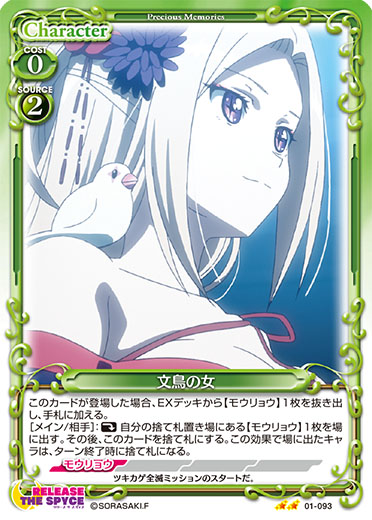 Precious Memories
Character
COST
0
SOURCE
2
文鳥の女
このカードが登場した場合、EXデッキから【モウリョウ】1枚を抜き出
し、手札に加える。
[メイン/相手]: 自分の捨て札置き場にある【モウリョウ】1枚を場
に出す。その後、このカードを捨て札にする。この効果で場に出たキャ
ラは、ターン終了時に捨て札になる。
モウリョウ
ツキカゲ全滅ミッションのスタートだ。
RELEASE
THE SPYCE
©SORASAKI.F
01-093